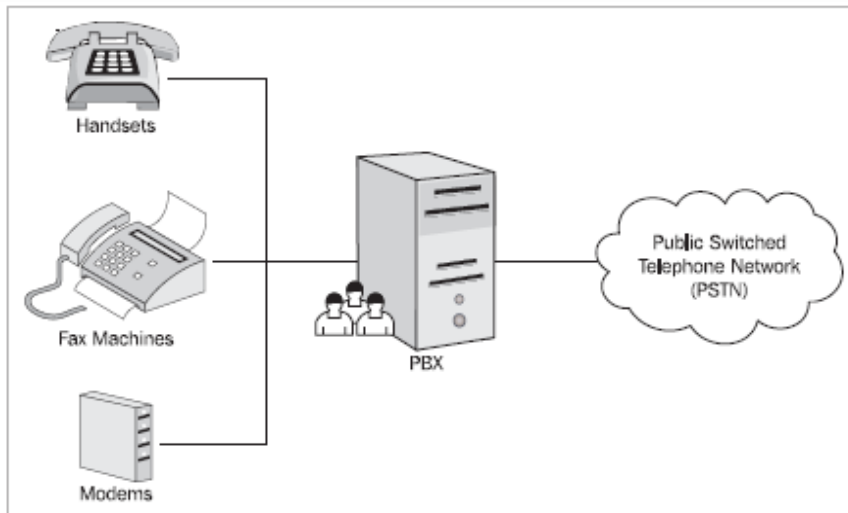 Handsets
Fax Machines
Modems
PBX
Public Switched
Telephone Network
(PSTN)